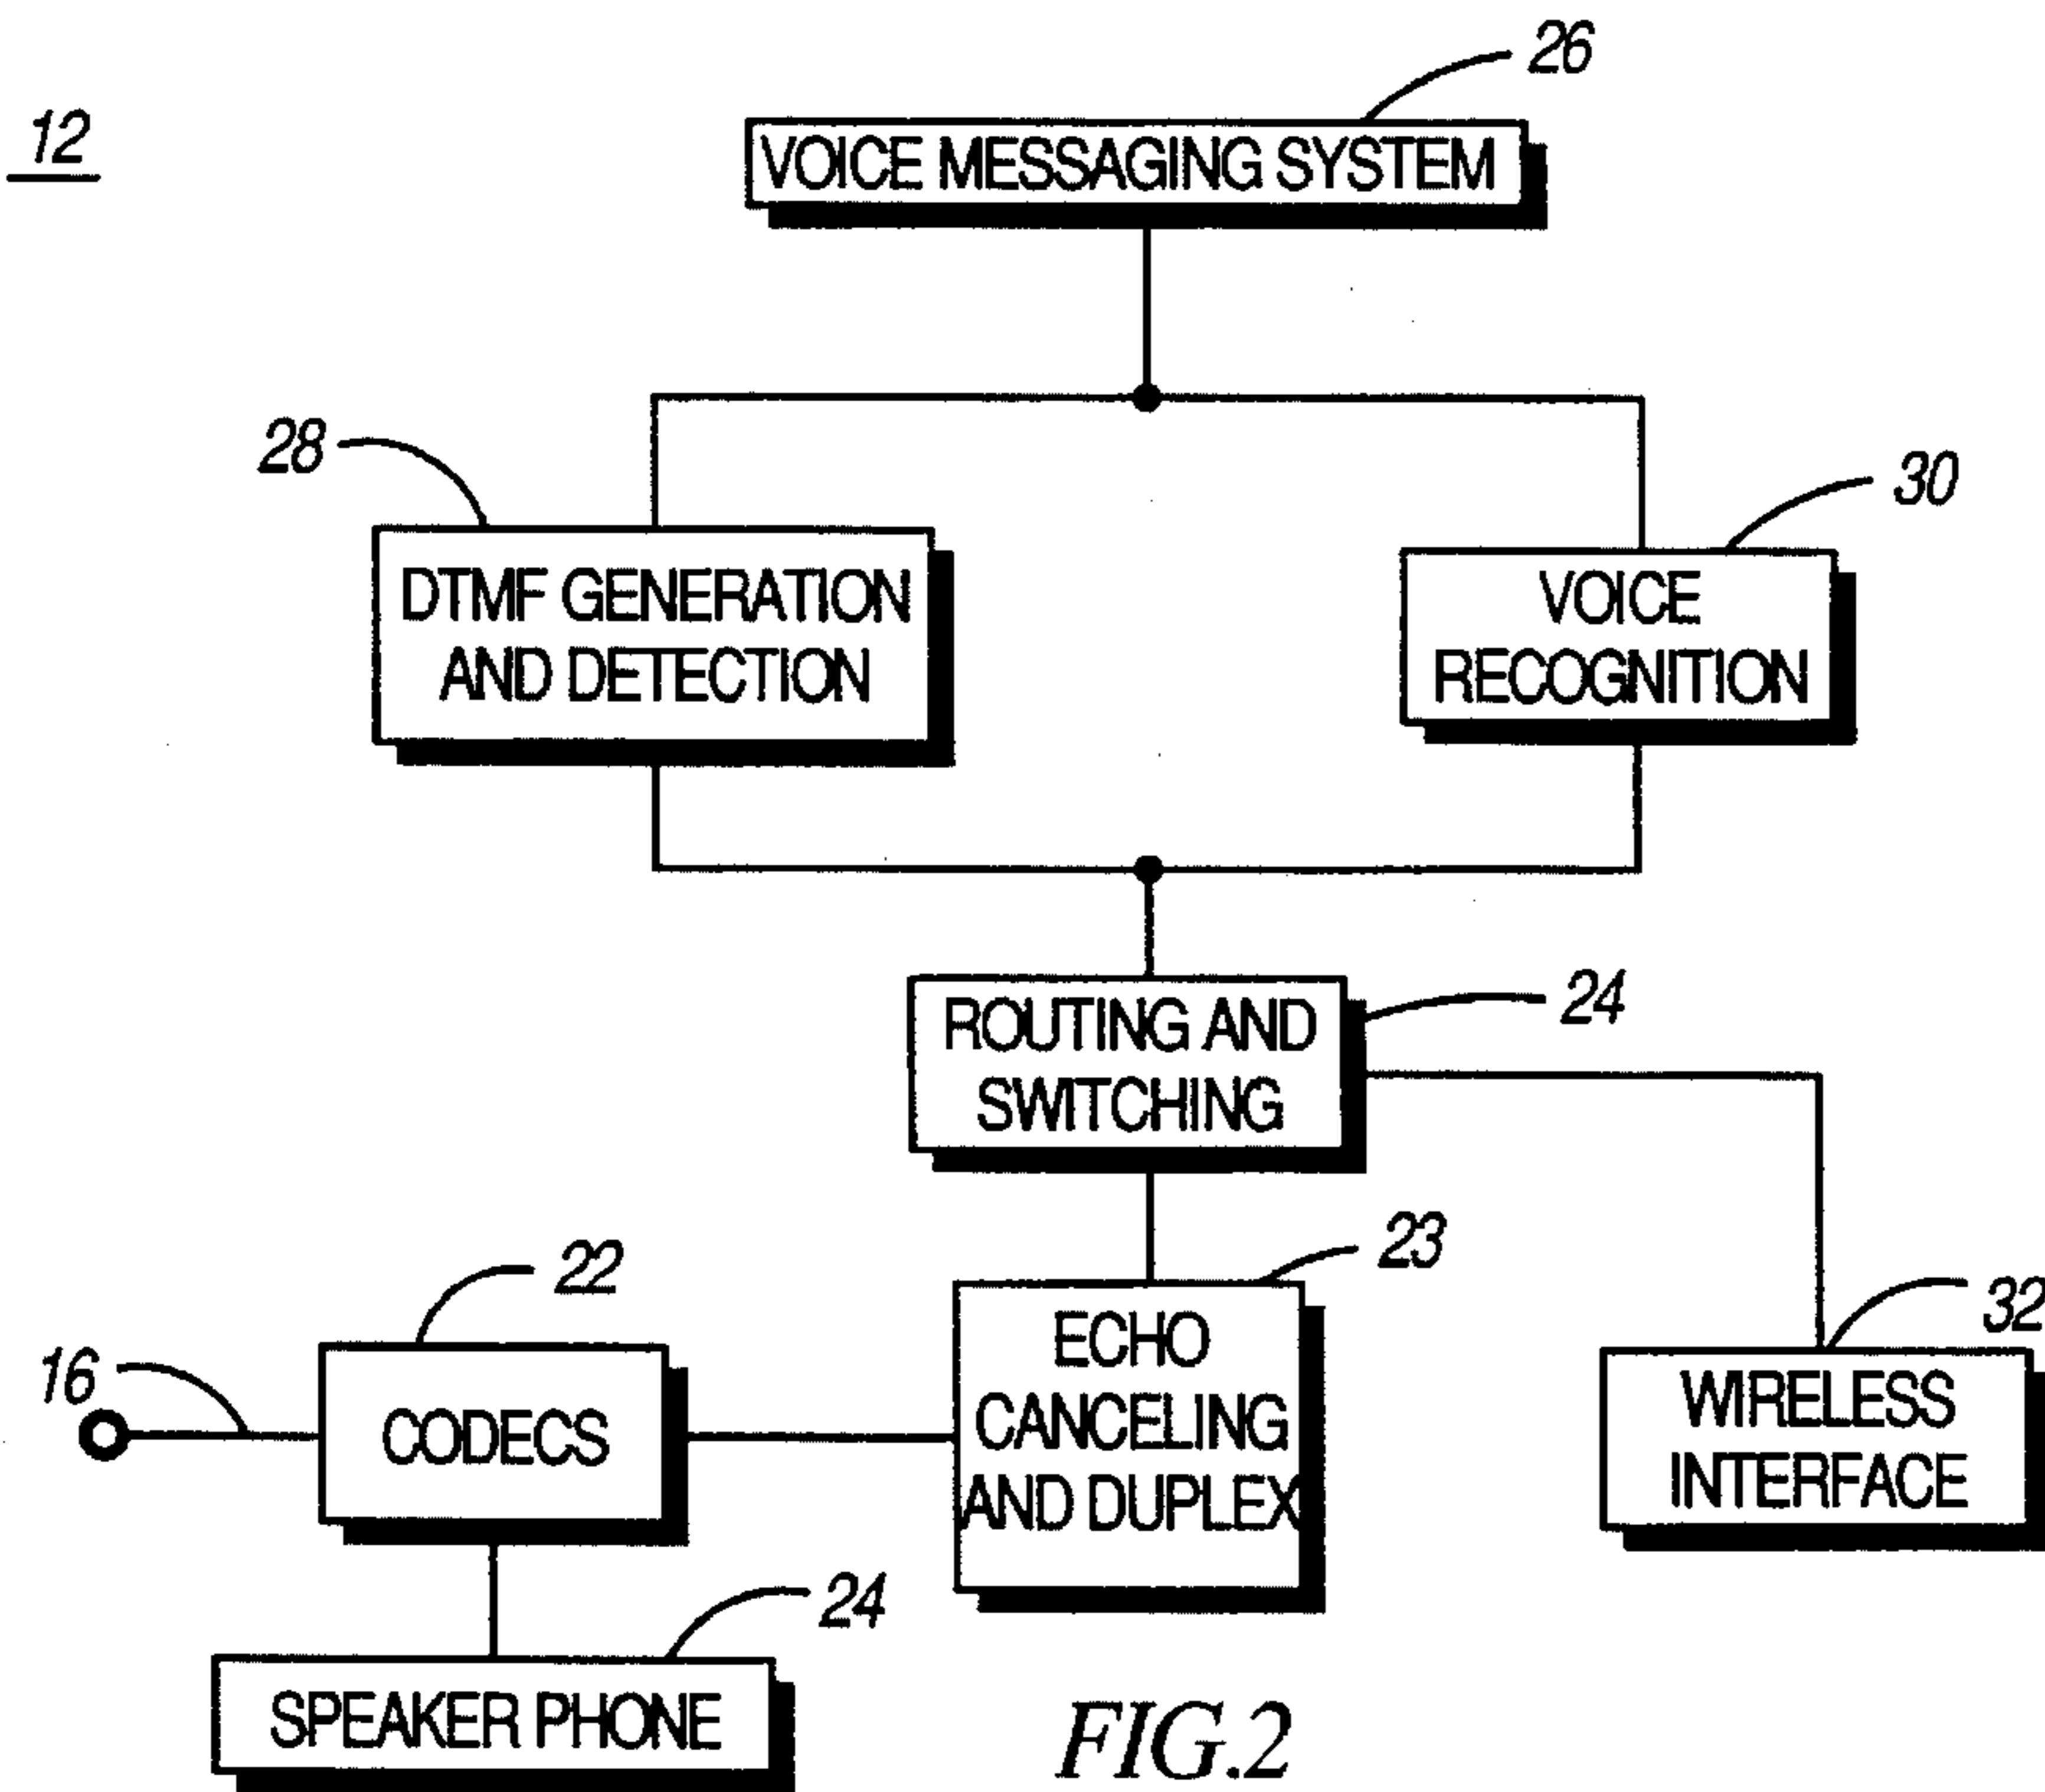 26
12
VOICE MESSAGING SYSTEM
28
30
DTMF GENERATION
AND DETECTION
VOICE
RECOGNITION
24
ROUTING AND
SWITCHING
23
22
32
16
CODECS
ECHO
CANCELING
AND DUPLEX
WIRELESS
INTERFACE
24
SPEAKER PHONE
FIG.2